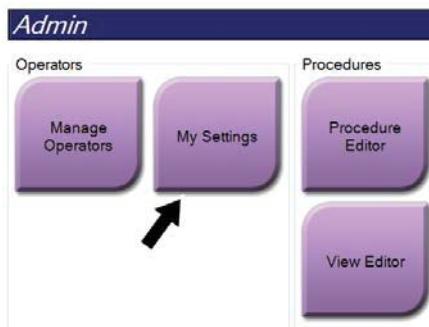 Admin
Operators
Procedures
Manage
Operators
My Settings
Procedure
Editor
View Editor